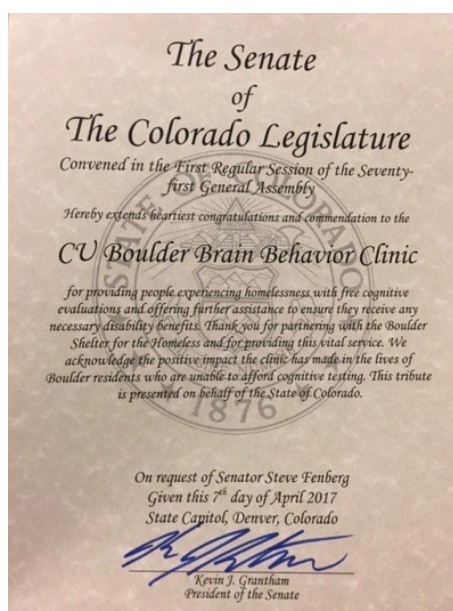 The Senate
of
The Colorado Legislature
Convened in the First Regular Session of the Seventy-
first General Assembly
Hereby extends heartiest congratulations and commendation to the
CU Boulder Brain Behavior Clinic
for providing people experiencing homelessness with free cognitive
evaluations and offering further assistance to ensure they receive any
necessary disability benefits. Thank you for partnering with the Boulder
Shelter for the Homeless and for providing this vital service. We
acknowledge the positive impact the clinic has made in the lives of
Boulder residents who are unable to afford cognitive testing. This tribute
is presented on behalf of the State of Colorado.
STATE OF COLORADO
1876
On request of Senator Steve Fenberg
Given this 7th day of April 2017
State Capitol, Denver, Colorado
Kevin J. Grantham
President of the Senate